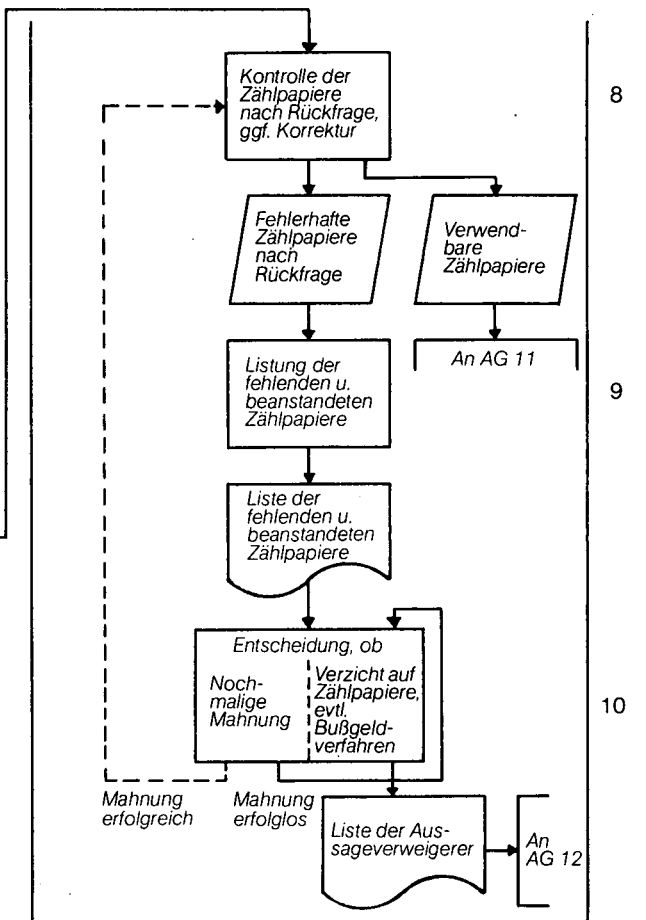 Kontrolle der
Zählpapiere
nach Rückfrage,
ggf. Korrektur
8
Fehlerhafte
Zählpapiere
nach
Rückfrage
Verwend-
bare
Zählpapiere
An AG 11
Listung der
fehlenden u.
beanstandeten
Zählpapiere
9
Liste der
fehlenden u.
beanstandeten
Zählpapiere
Entscheidung, ob
Noch-
malige
Mahnung
Verzicht auf
Zählpapiere,
evtl.
Bußgeld-
verfahren
10
Mahnung
erfolgreich
Mahnung
erfolglos
Liste der Aus-
sageverweigerer
An
AG 12